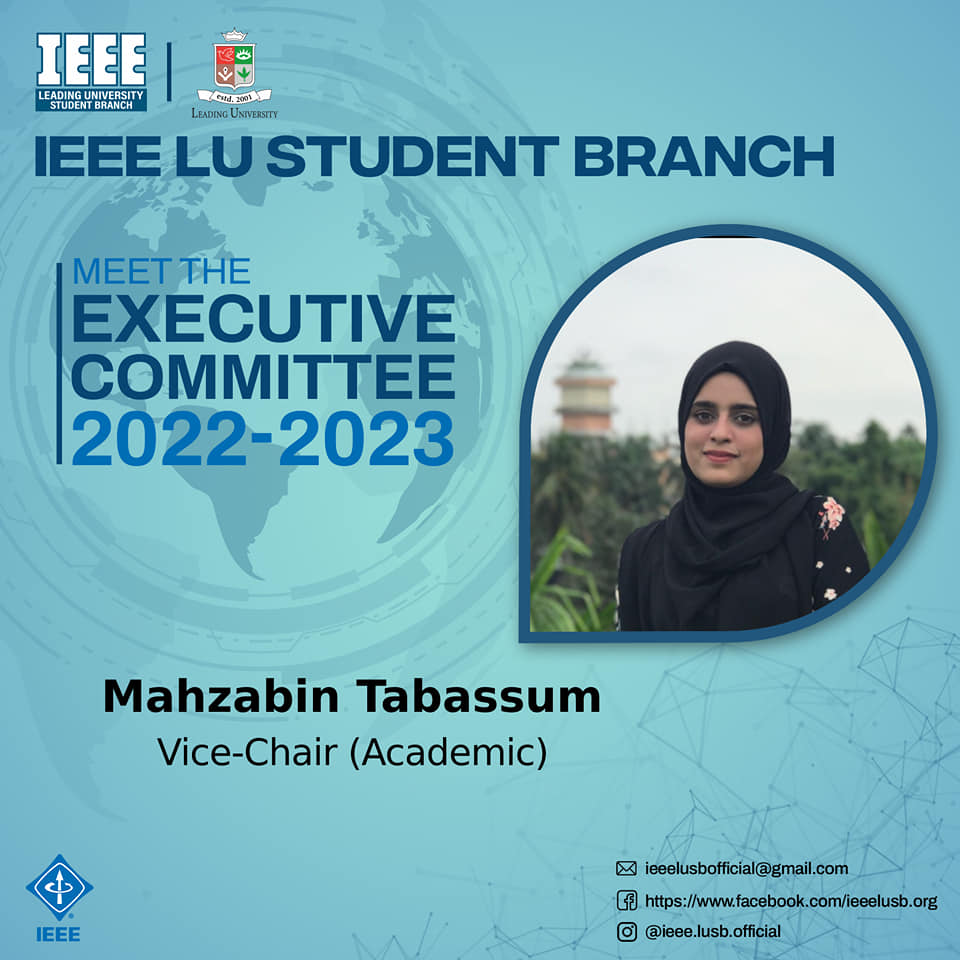 IEEE
LEADING UNIVERSITY
STUDENT BRANCH
estd. 2001
LEADING UNIVERSITY
IEEE LU STUDENT BRANCH
MEET THE
EXECUTIVE
COMMITTEE
2022-2023
Mahzabin Tabassum
Vice-Chair (Academic)
IEEE
ieeelusbofficial@gmail.com
https://www.facebook.com/ieeelusb.org
@ieee.lusb.official